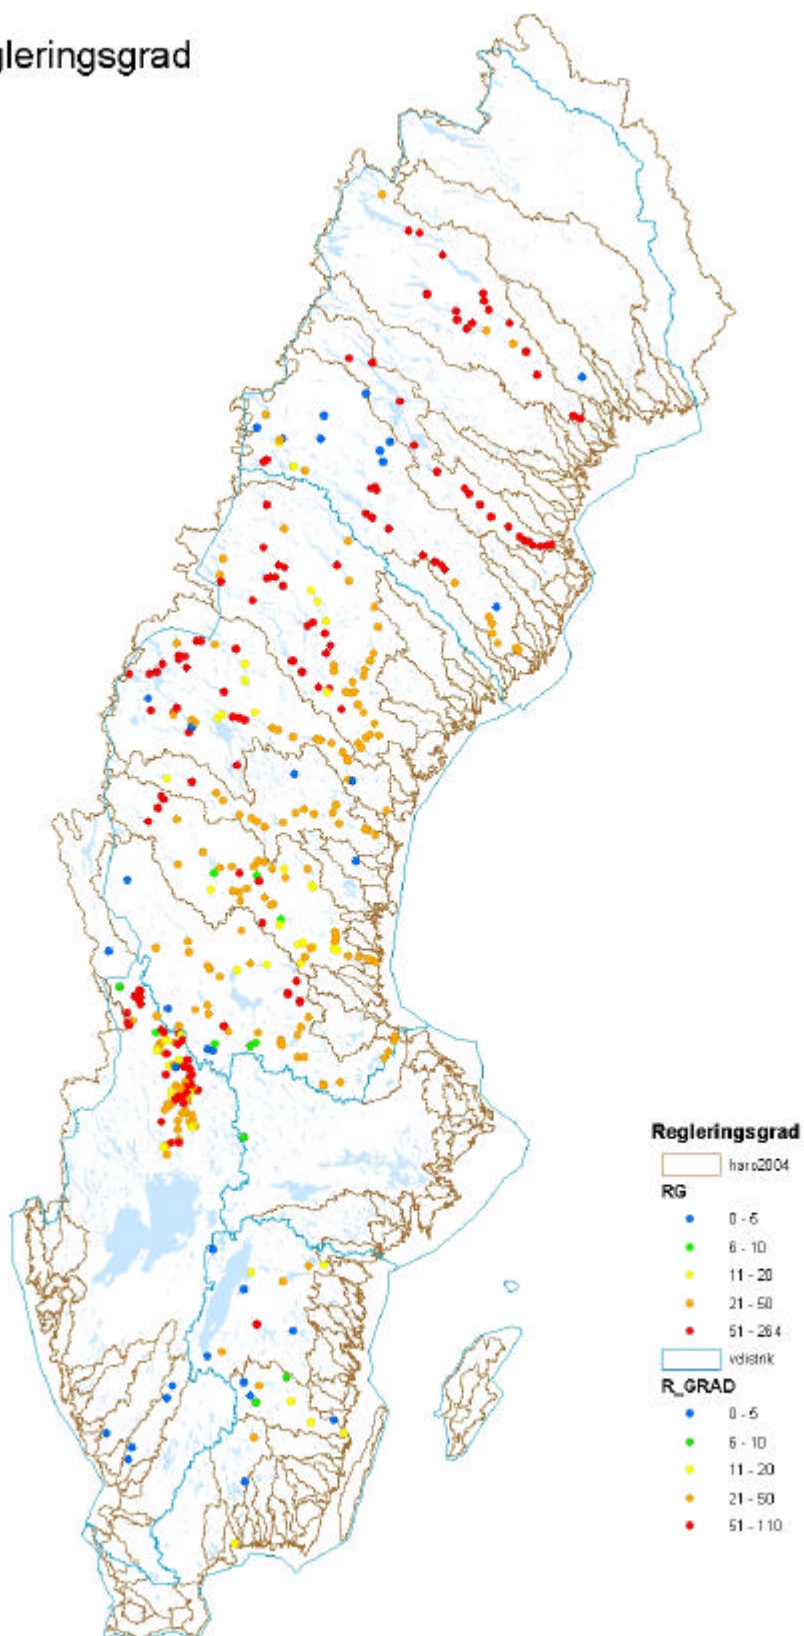 gleringsgrad
Regleringsgrad
haro2004
RG
0 - 5
6 - 10
11 - 20
21 - 50
51 - 264
vdistrik
R_GRAD
0 - 5
6 - 10
11 - 20
21 - 50
51 - 110